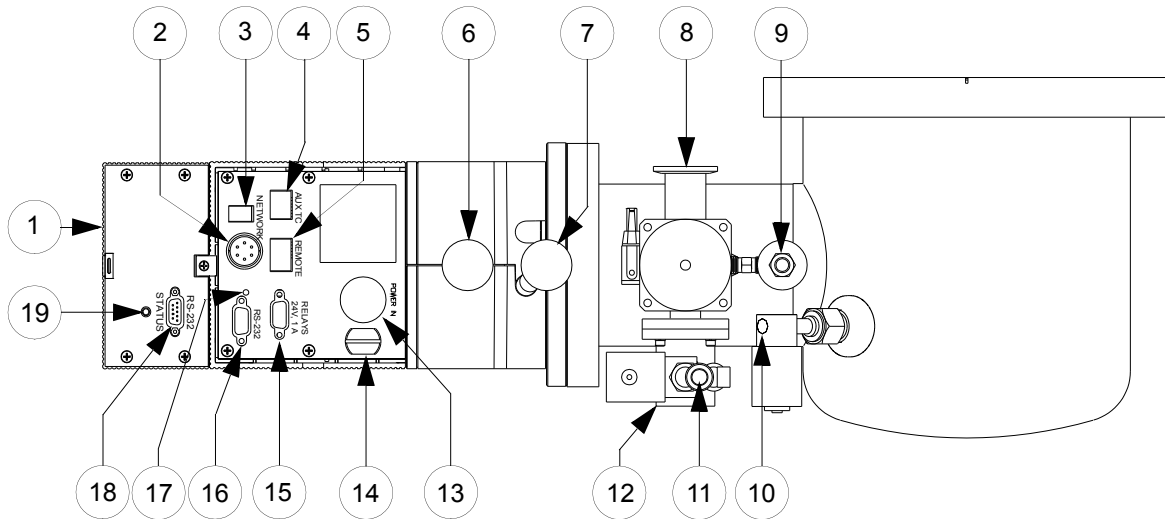 2
3
4
5
6
7
8
9
AUX TC
NETWORK
REMOTE
1
POWER IN
RELAYS
24V, 1 A
RS-232
STATUS
RS-232
19
18
17
16
15
14
13
12
11
10